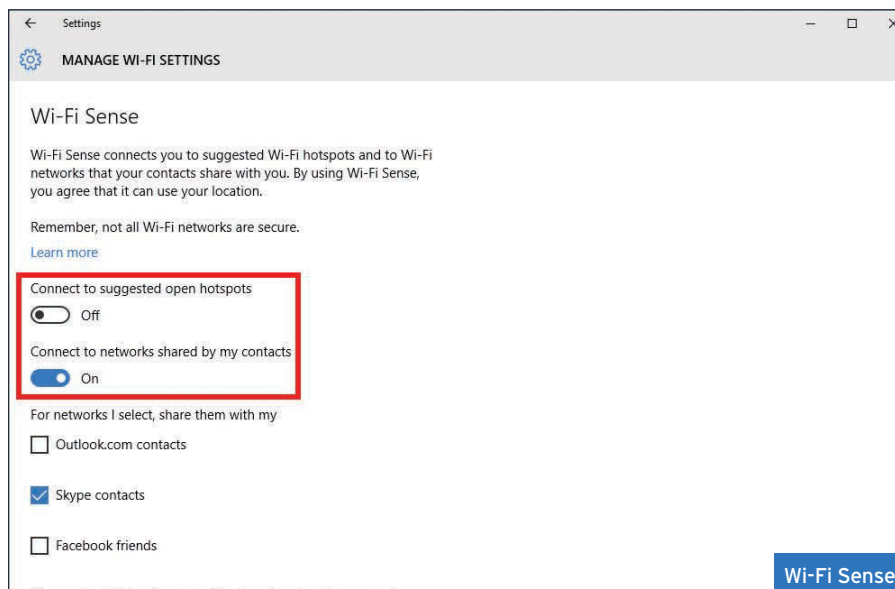 Settings
MANAGE WI-FI SETTINGS
Wi-Fi Sense
Wi-Fi Sense connects you to suggested Wi-Fi hotspots and to Wi-Fi
networks that your contacts share with you. By using Wi-Fi Sense,
you agree that it can use your location.
Remember, not all Wi-Fi networks are secure.
Learn more
Connect to suggested open hotspots
Off
Connect to networks shared by my contacts
On
For networks I select, share them with my
Outlook.com contacts
Skype contacts
Facebook friends
Wi-Fi Sense